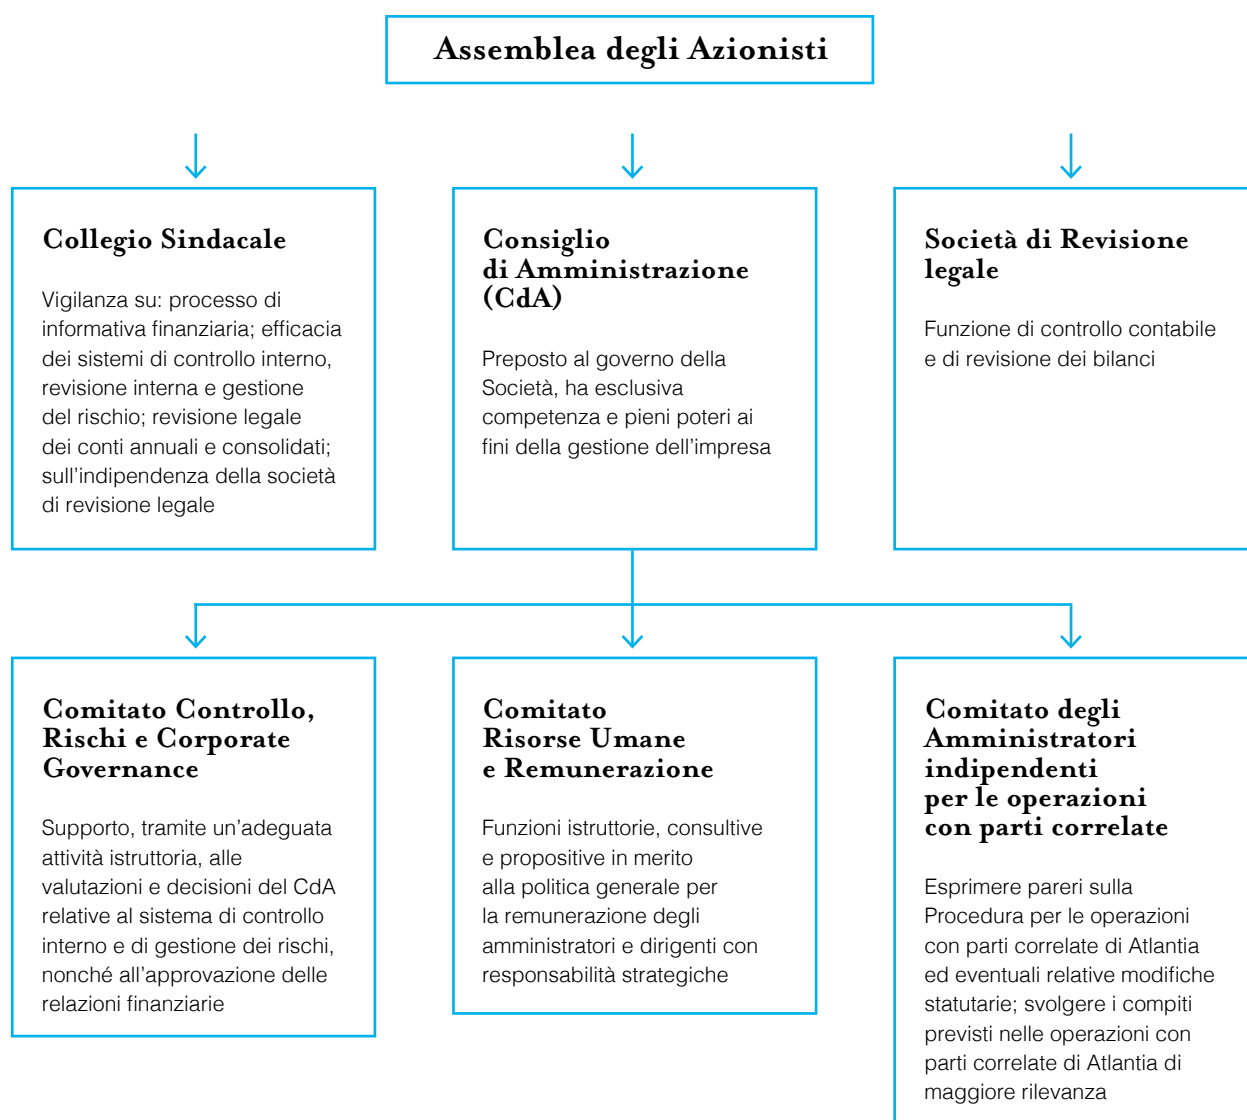 Assemblea degli Azionisti
Collegio Sindacale
Vigilanza su: processo di
informativa finanziaria; efficacia
dei sistemi di controllo interno,
revisione interna e gestione
del rischio; revisione legale
dei conti annuali e consolidati;
sull'indipendenza della società
di revisione legale
Consiglio
di Amministrazione
(CdA)
Preposto al governo della
Società, ha esclusiva
competenza e pieni poteri ai
fini della gestione dell'impresa
Società di Revisione
legale
Funzione di controllo contabile
e di revisione dei bilanci
Comitato Controllo,
Rischi e Corporate
Governance
Supporto, tramite un'adeguata
attività istruttoria, alle
valutazioni e decisioni del CdA
relative al sistema di controllo
interno e di gestione dei rischi,
nonché all'approvazione delle
relazioni finanziarie
Comitato
Risorse Umane
e Remunerazione
Funzioni istruttorie, consultive
e propositive in merito
alla politica generale per
la remunerazione degli
amministratori e dirigenti con
responsabilità strategiche
Comitato degli
Amministratori
indipendenti
per le operazioni
con parti correlate
Esprimere pareri sulla
Procedura per le operazioni
con parti correlate di Atlantia
ed eventuali relative modifiche
statutarie; svolgere i compiti
previsti nelle operazioni con
parti correlate di Atlantia di
maggiore rilevanza